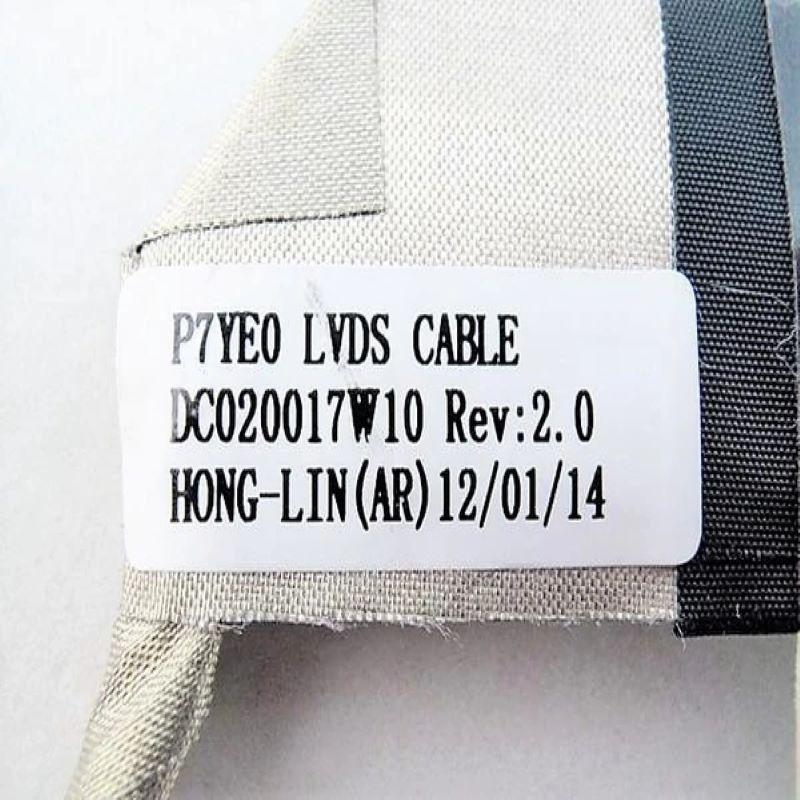 P7YE0 LVDS CABLE
DC020017W10 Rev:2.0
HONG-LIN(AR)12/01/14